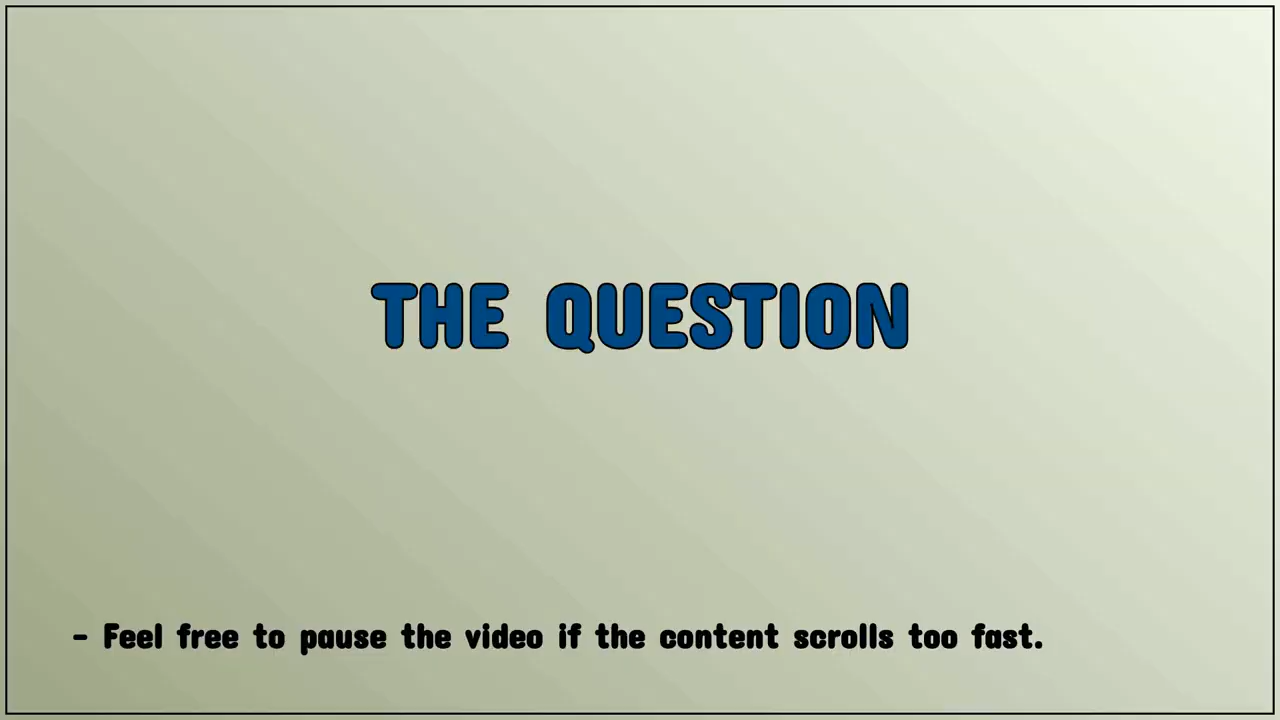 THE QUESTION
- Feel free to pause the video if the content scrolls too fast.